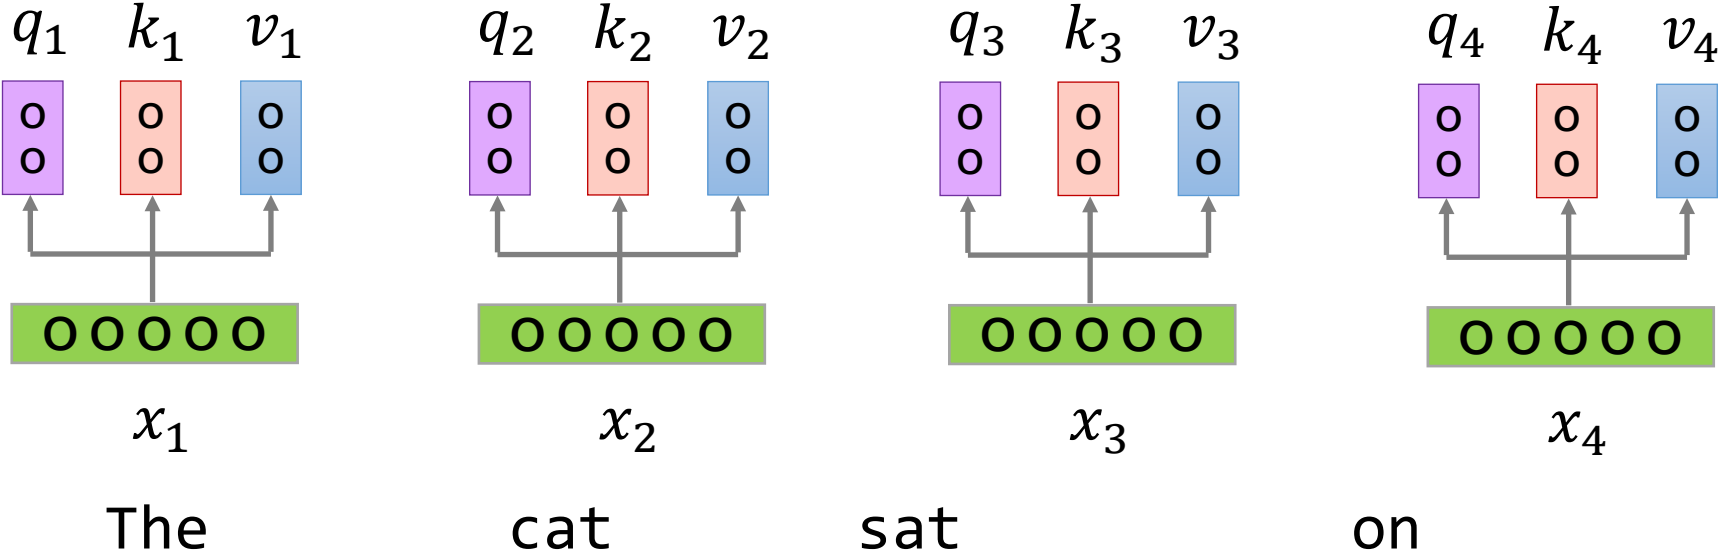 q₁ k₁ v₁ q₂ k₂ v₂ q₃ k₃ v₃ q₄ k₄ v₄
o o o o o o o o o o o o
o o o o o o o o o o o o
O O O O O O O O O O O O O O O O O O O O
x₁ x₂ x₃ x₄
The cat sat on